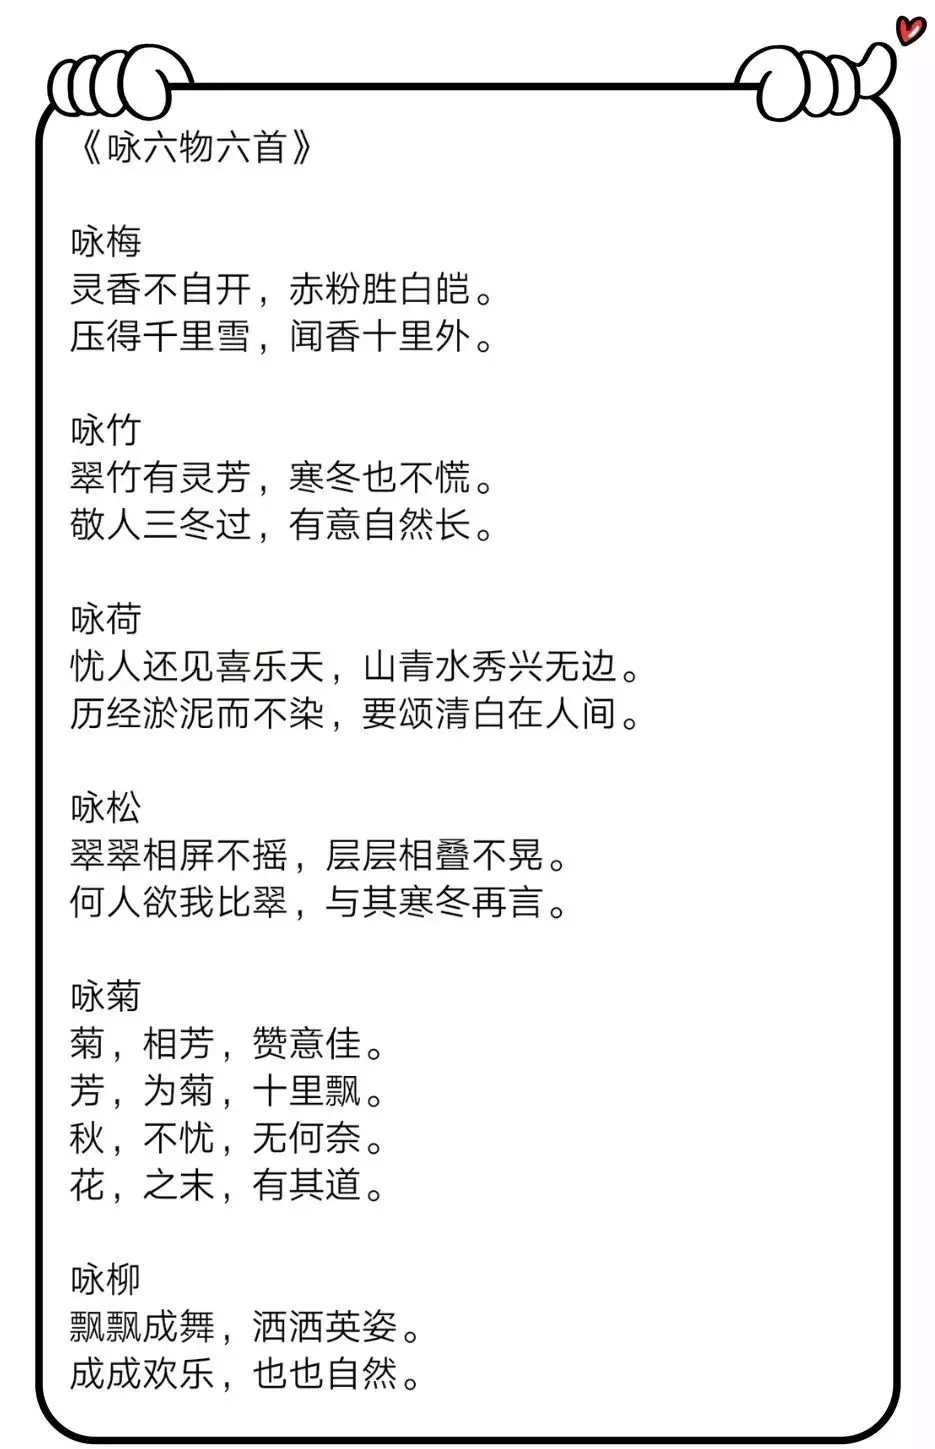 《咏六物六首》
咏梅
灵香不自开，赤粉胜白皑。
压得千里雪，闻香十里外。
咏竹
翠竹有灵芳，寒冬也不慌。
敬人三冬过，有意自然长。
咏荷
忧人还见喜乐天，山青水秀兴无边。
历经淤泥而不染，要颂清白在人间。
咏松
翠翠相屏不摇，层层相叠不晃。
何人欲我比翠，与其寒冬再言。
咏菊
菊，相芳，赞意佳。
芳，为菊，十里飘。
秋，不忧，无何奈。
花，之末，有其道。
咏柳
飘飘成舞，洒洒英姿。
成成欢乐，也也自然。